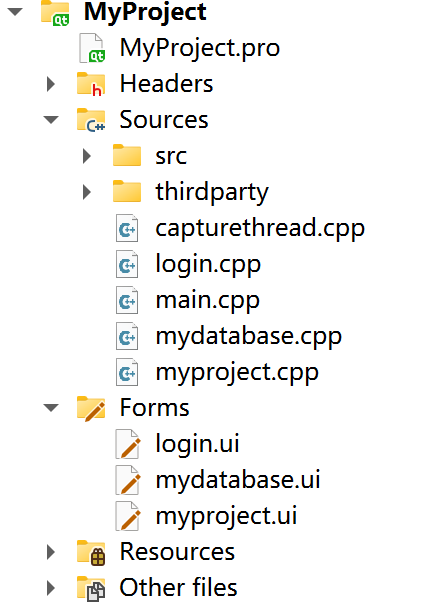 MyProject
MyProject.pro
Headers
Sources
src
thirdparty
capturethread.cpp
login.cpp
main.cpp
mydatabase.cpp
myproject.cpp
Forms
login.ui
mydatabase.ui
myproject.ui
Resources
Other files